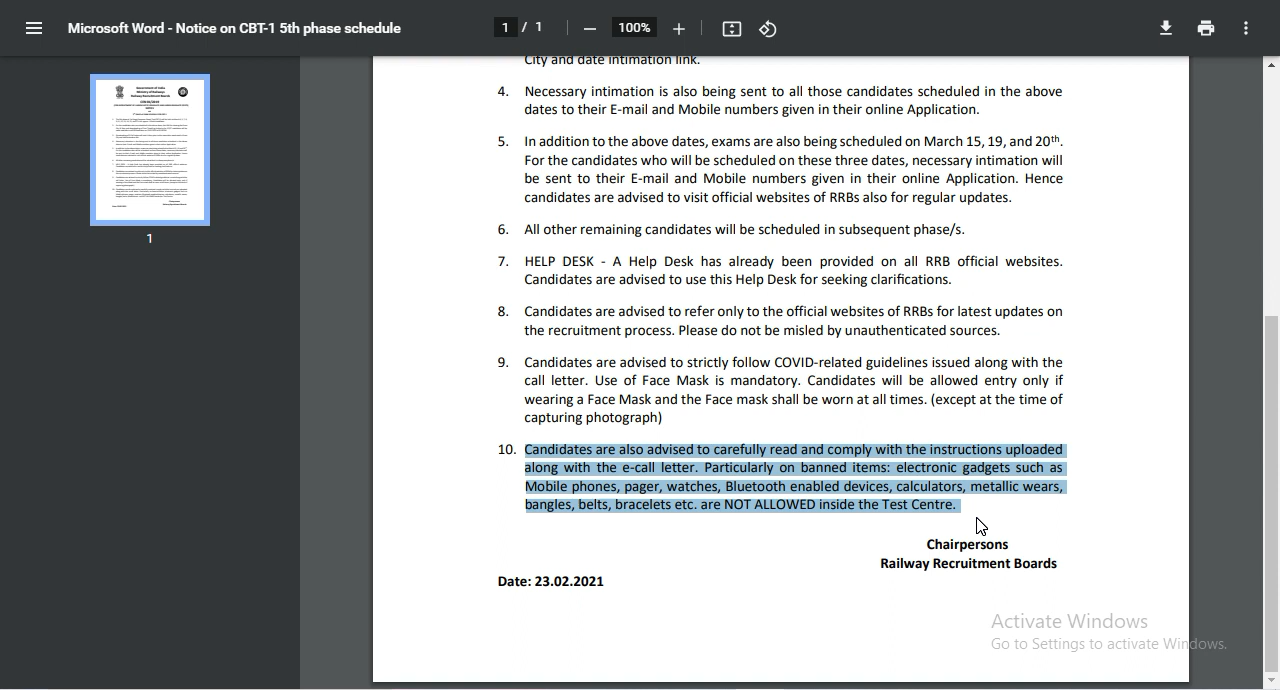 Microsoft Word - Notice on CBT-1 5th phase schedule
1 / 1
100%
1
City and date intimation link.
4. Necessary intimation is also being sent to all those candidates scheduled in the above
dates on their E-mail and Mobile numbers given in their online Application.
5. In addition to the above dates, exams are also being scheduled on March 15, 19, and 20th.
For the candidates who will be scheduled on these three dates, necessary intimation will
be sent to their E-mail and Mobile numbers given in their online Application. Hence
candidates are advised to visit official websites of RRBs also for regular updates.
6. All other remaining candidates will be scheduled in subsequent phase/s.
7. HELP DESK - A Help Desk has already been provided on all RRB official websites.
Candidates are advised to use this Help Desk for seeking clarifications.
8. Candidates are advised to refer only to the official websites of RRBs for latest updates on
the recruitment process. Please do not be misled by unauthenticated sources.
9. Candidates are advised to strictly follow COVID-related guidelines issued along with the
call letter. Use of Face Mask is mandatory. Candidates will be allowed entry only if
wearing a Face Mask and the Face mask shall be worn at all times. (except at the time of
capturing photograph)
10. Candidates are also advised to carefully read and comply with the instructions uploaded
along with the e-call letter. Particularly on banned items: electronic gadgets such as
Mobile phones, pager, watches, Bluetooth enabled devices, calculators, metallic wears,
bangles, belts, bracelets etc. are NOT ALLOWED inside the Test Centre.
Chairpersons
Railway Recruitment Boards
Date: 23.02.2021
Activate Windows
Go to Settings to activate Windows.